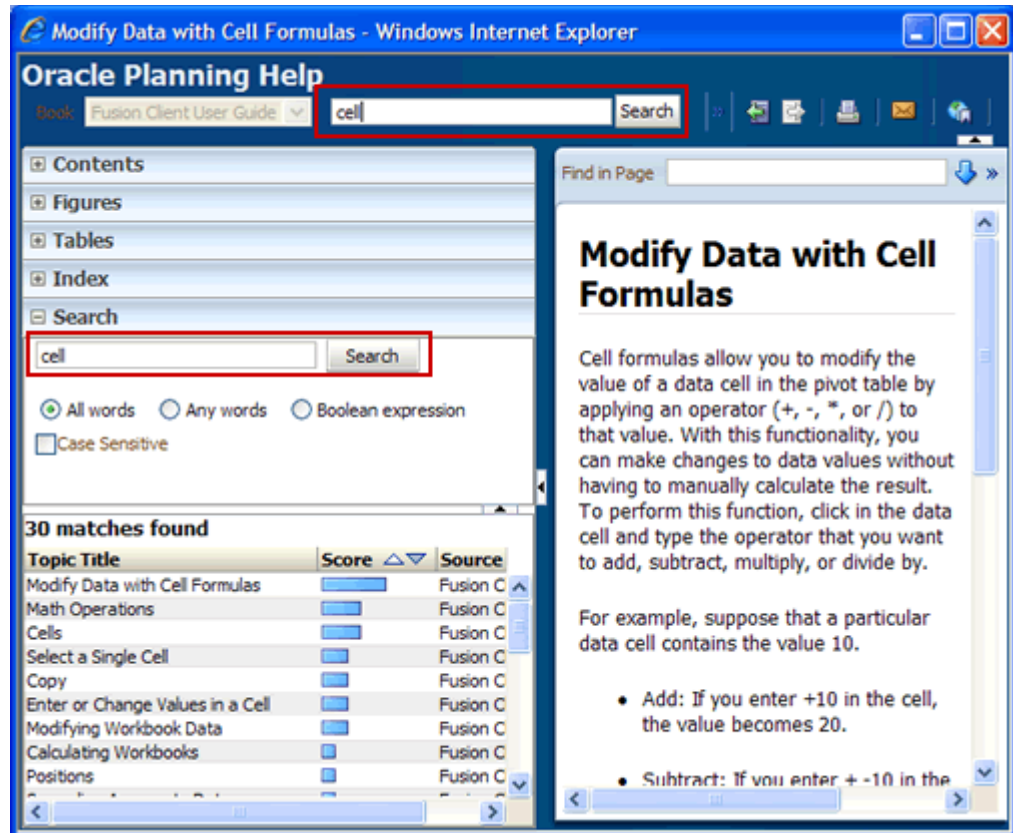 Modify Data with Cell Formulas - Windows Internet Explorer
Oracle Planning Help
Book Fusion Client User Guide
cell
Search
»
Contents
Figures
Tables
Index
Search
cell
Search
All words
Any words
Boolean expression
Case Sensitive
30 matches found
Topic Title Score Source
Modify Data with Cell Formulas Fusion C
Math Operations Fusion C
Cells Fusion C
Select a Single Cell Fusion C
Copy Fusion C
Enter or Change Values in a Cell Fusion C
Modifying Workbook Data Fusion C
Calculating Workbooks Fusion C
Positions Fusion C
Find in Page
»
Modify Data with Cell
Formulas
Cell formulas allow you to modify the
value of a data cell in the pivot table by
applying an operator (+, -, *, or /) to
that value. With this functionality, you
can make changes to data values without
having to manually calculate the result.
To perform this function, click in the data
cell and type the operator that you want
to add, subtract, multiply, or divide by.
For example, suppose that a particular
data cell contains the value 10.
• Add: If you enter +10 in the cell,
the value becomes 20.
• Subtract: If you enter + -10 in the